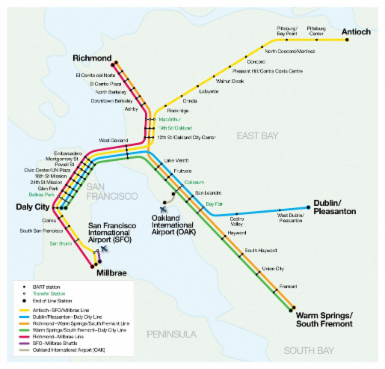 Antioch
Pittsburg/
Bay Point
Pittsburg
Center
North Concord/Martinez
Concord
Pleasant Hill/Contra Costa Centre
Walnut Creek
Lafayette
Orinda
Rockridge
Richmond
El Cerrito del Norte
El Cerrito Plaza
North Berkeley
Downtown Berkeley
Ashby
MacArthur
19th St Oakland
12th St Oakland City Center
EAST BAY
West Oakland
Embarcadero
Montgomery St
Powell St
Civic Center/UN Plaza
16th St Mission
24th St Mission
Glen Park
Balboa Park
SAN
FRANCISCO
Daly City
Colma
South San Francisco
San Bruno
San Francisco
International
Airport (SFO)
Millbrae
Lake Merritt
Fruitvale
Coliseum
San Leandro
Oakland
International
Airport (OAK)
Bay Fair
Castro
Valley
West Dublin/
Pleasanton
Dublin/
Pleasanton
Hayward
South Hayward
Union City
Fremont
Warm Springs/
South Fremont
PENINSULA
SOUTH BAY
BART Station
Transfer Station
End of Line Station
Antioch–SFO/Millbrae Line
Dublin/Pleasanton–Daly City Line
Richmond–Warm Springs/South Fremont Line
Warm Springs/South Fremont–Daly City Line
Richmond–Millbrae Line
SFO–Millbrae Shuttle
Oakland International Airport (OAK)